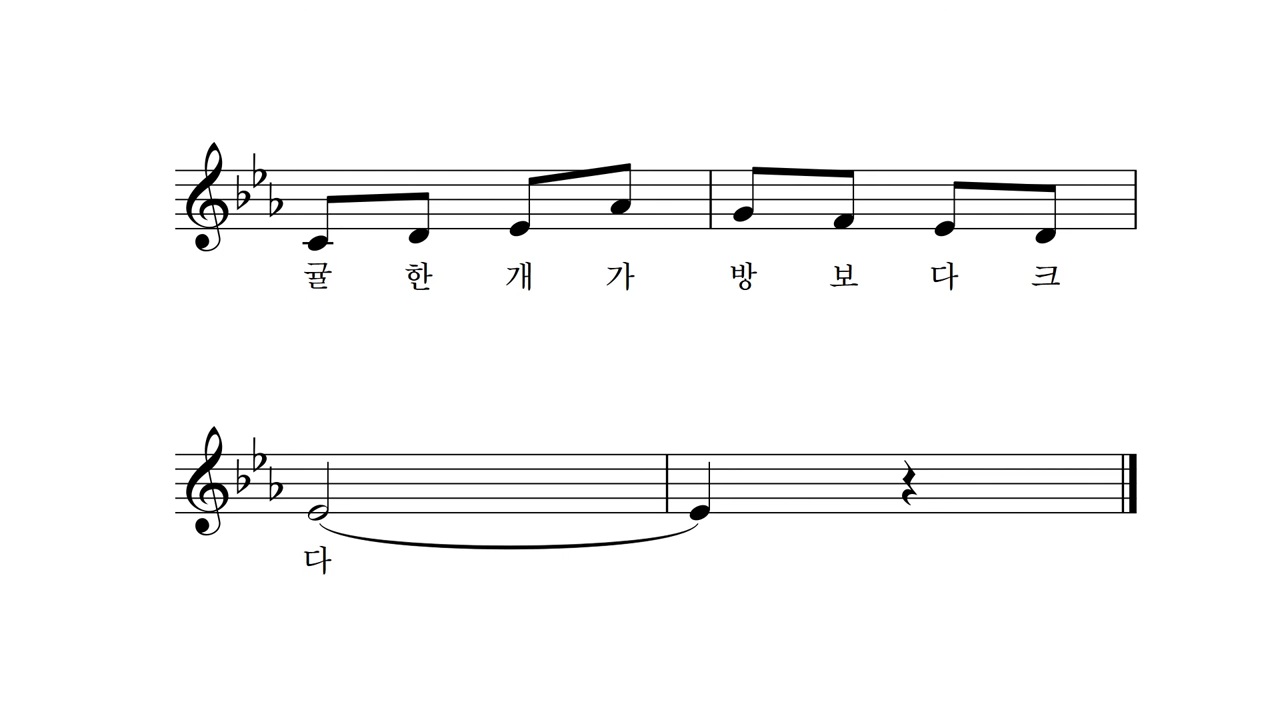 귤 한 개 가 방 보 다 크
다